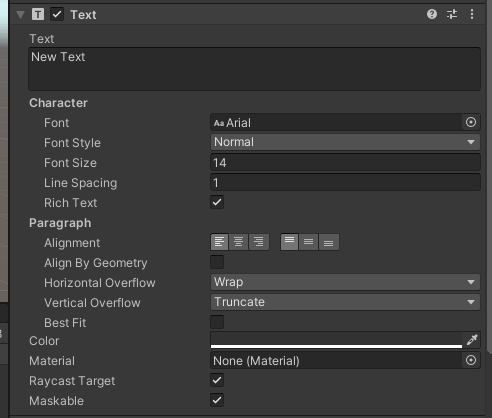 Text
Text
New Text
Character
Font Aa Arial
Font Style Normal
Font Size 14
Line Spacing 1
Rich Text
Paragraph
Alignment
Align By Geometry
Horizontal Overflow Wrap
Vertical Overflow Truncate
Best Fit
Color
Material None (Material)
Raycast Target
Maskable